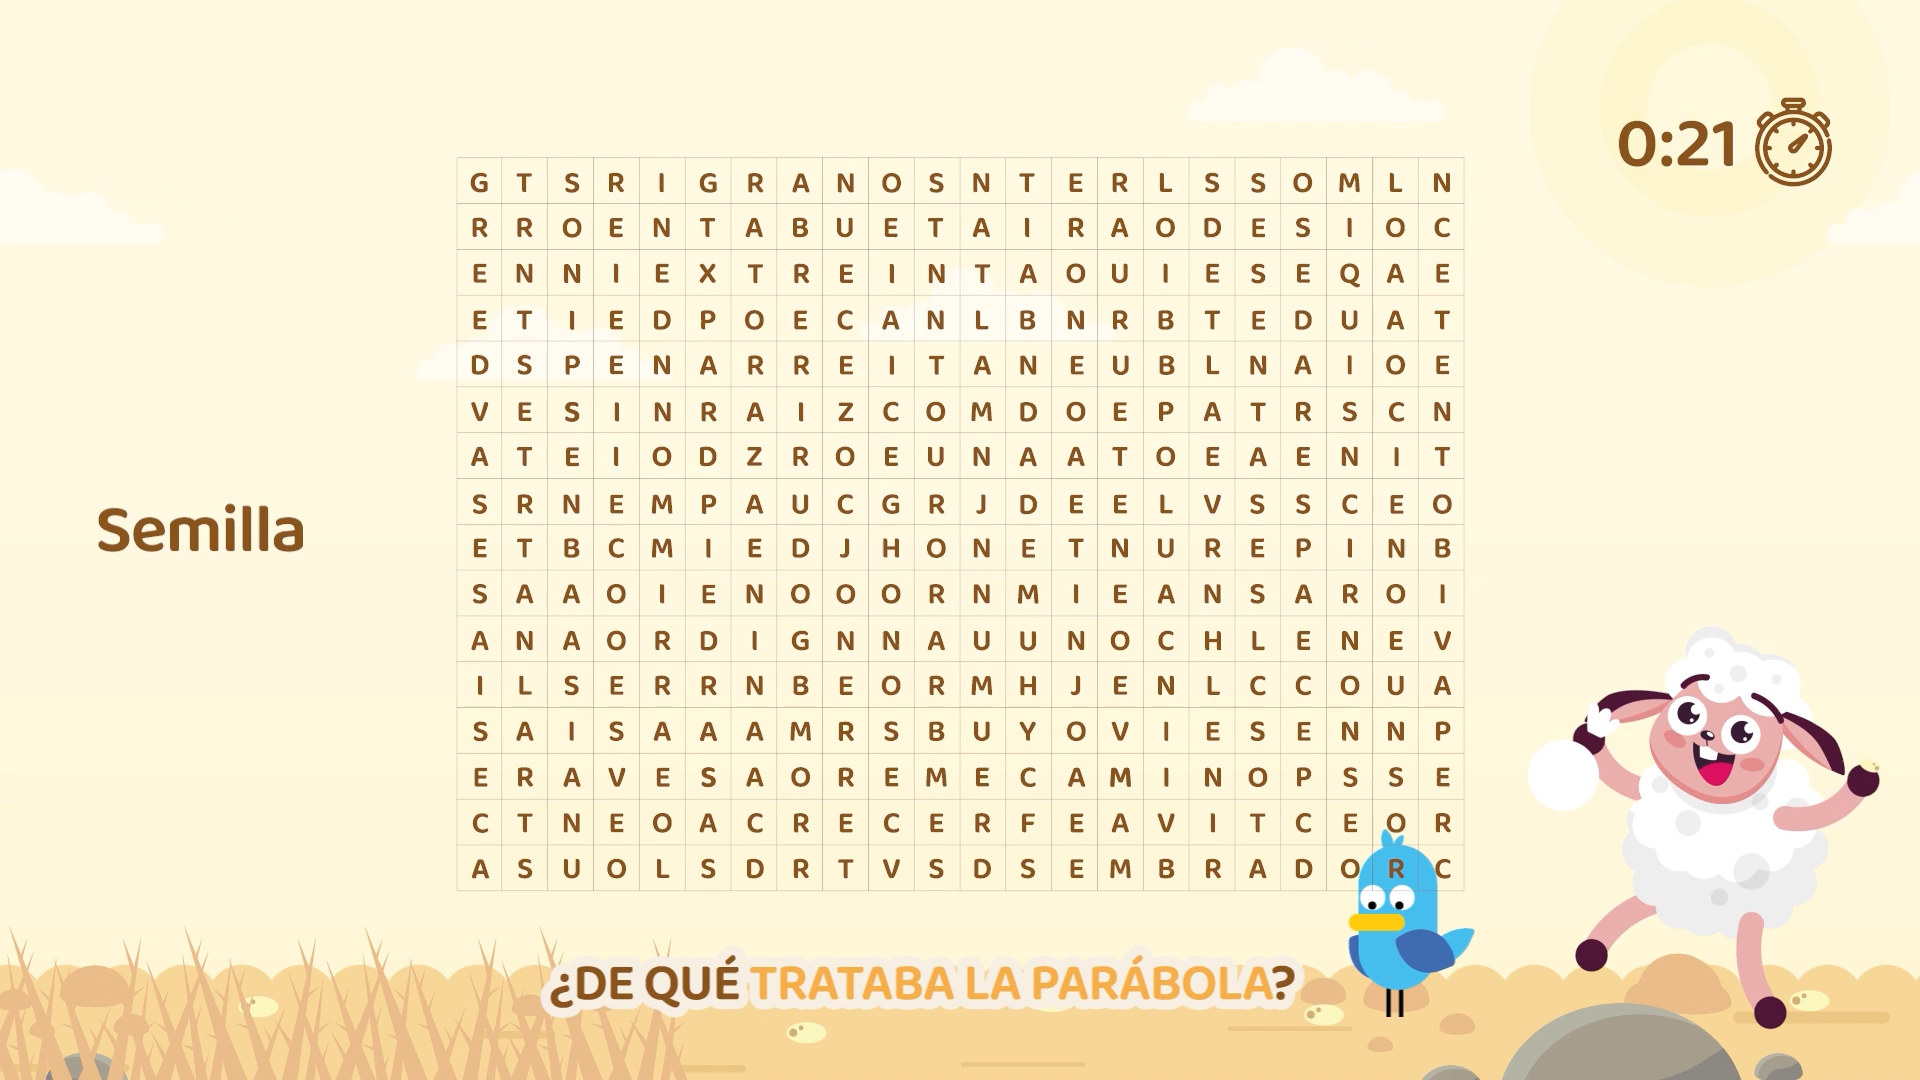 0:21
G T S R I G R A N O S N T E R L S S O M L N
R R O E N T A B U E T A I R A O D E S I O C
E N N I E X T R E I N T A O U I E S E Q A E
E T I E D P O E C A N L B N R B T E D U A T
D S P E N A R R E I T A N E U B L N A I O E
V E S I N R A I Z C O M D O E P A T R S C N
A T E I O D Z R O E U N A A T O E A E N I T
S R N E M P A U C G R J D E E L V S S C E O
Semilla
E T B C M I E D J H O N E T N U R E P I N B
S A A O I E N O O O R N M I E A N S A R O I
A N A O R D I G N N A U U N O C H L E N E V
I L S E R R N B E O R M H J E N L C C O U A
S A I S A A A M R S B U Y O V I E S E N N P
E R A V E S A O R E M E C A M I N O P S S E
C T N E O A C R E C E R F E A V I T C E O R
A S U O L S D R T V S D S E M B R A D O R C
¿DE QUÉ TRATABA LA PARÁBOLA?